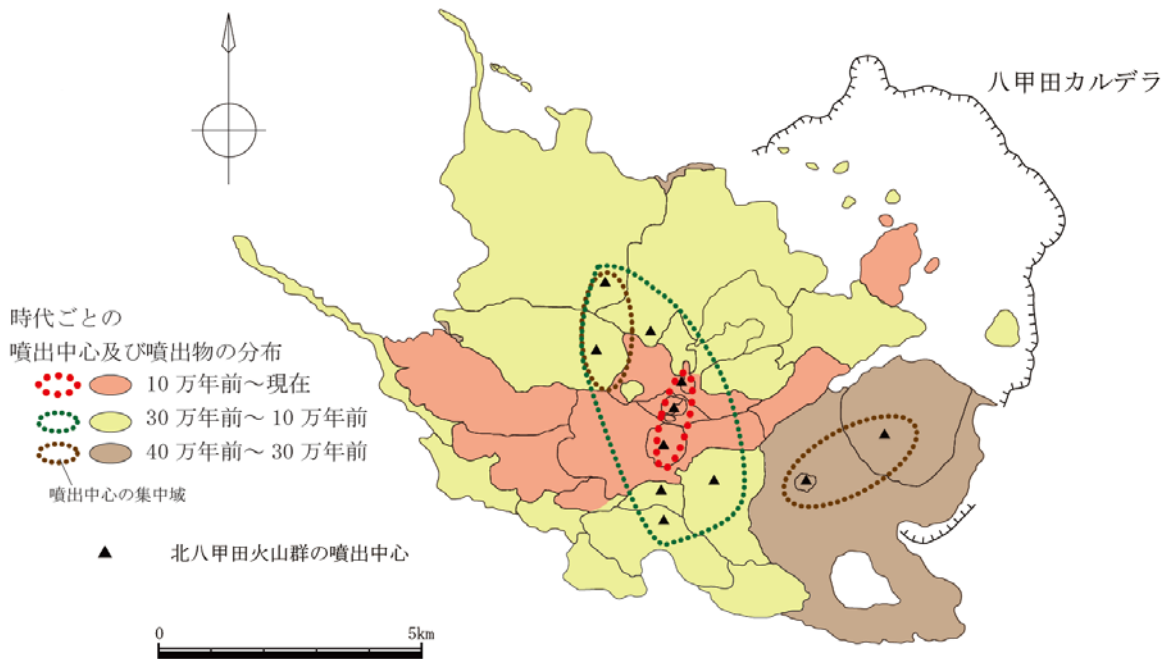 八甲田カルデラ
時代ごとの
噴出中心及び噴出物の分布
10 万年前～現在
30 万年前～ 10 万年前
40 万年前～ 30 万年前
噴出中心の集中域
北八甲田火山群の噴出中心
0 5km